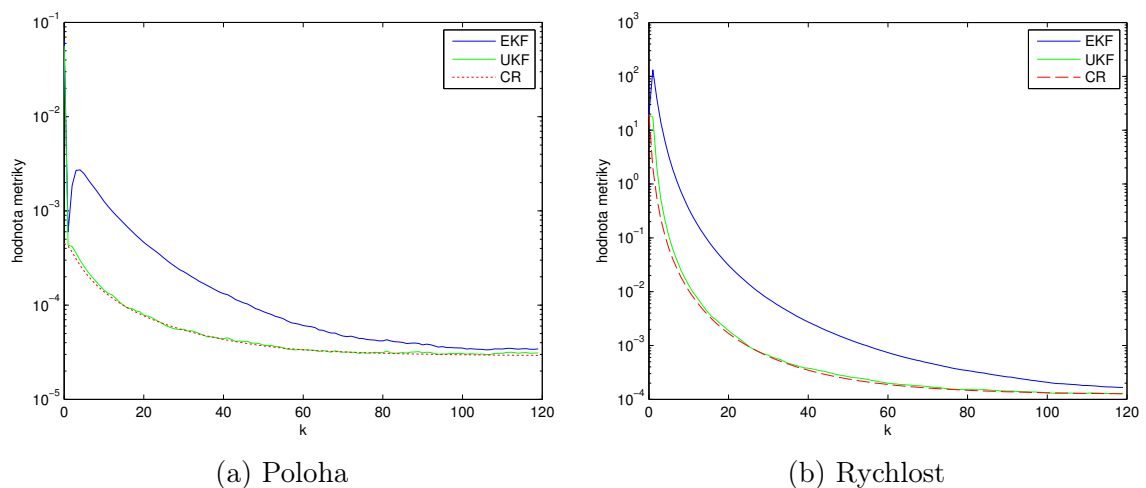 10^-1
10^-2
10^-3
10^-4
10^-5
hodnota metriky
0 20 40 60 80 100 120
k
EKF
UKF
CR
(a) Poloha
10^3
10^2
10^1
10^0
10^-1
10^-2
10^-3
10^-4
hodnota metriky
0 20 40 60 80 100 120
k
EKF
UKF
CR
(b) Rychlost